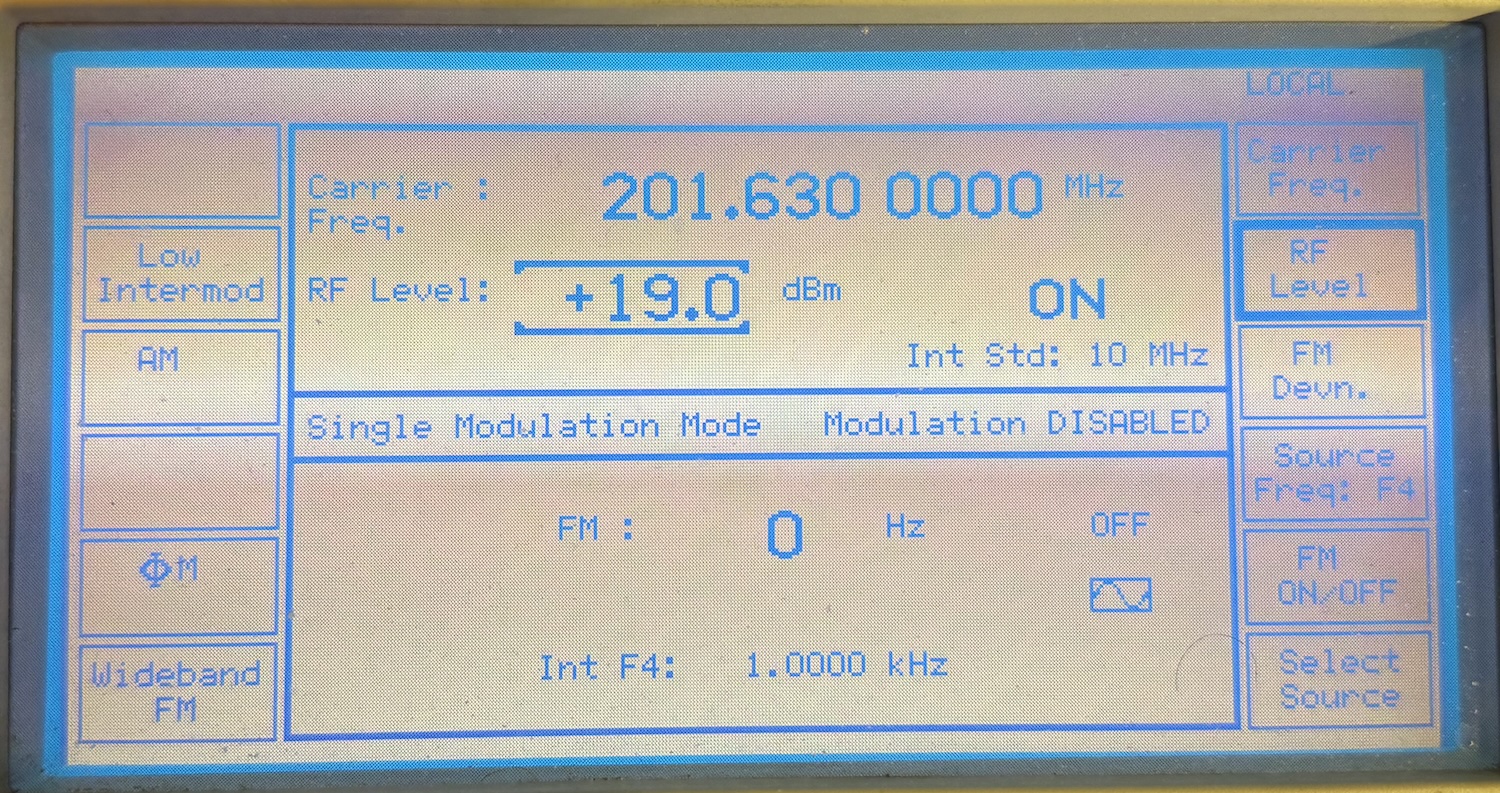 LOCAL
Low
Intermod
AM
ΦM
Wideband
FM
Carrier :
Freq.
201.630 0000 MHz
RF Level: +19.0 dBm ON
Int Std: 10 MHz
Single Modulation Mode Modulation DISABLED
FM : 0 Hz OFF
Int F4: 1.0000 kHz
Carrier
Freq.
RF
Level
FM
Devn.
Source
Freq: F4
FM
ON/OFF
Select
Source